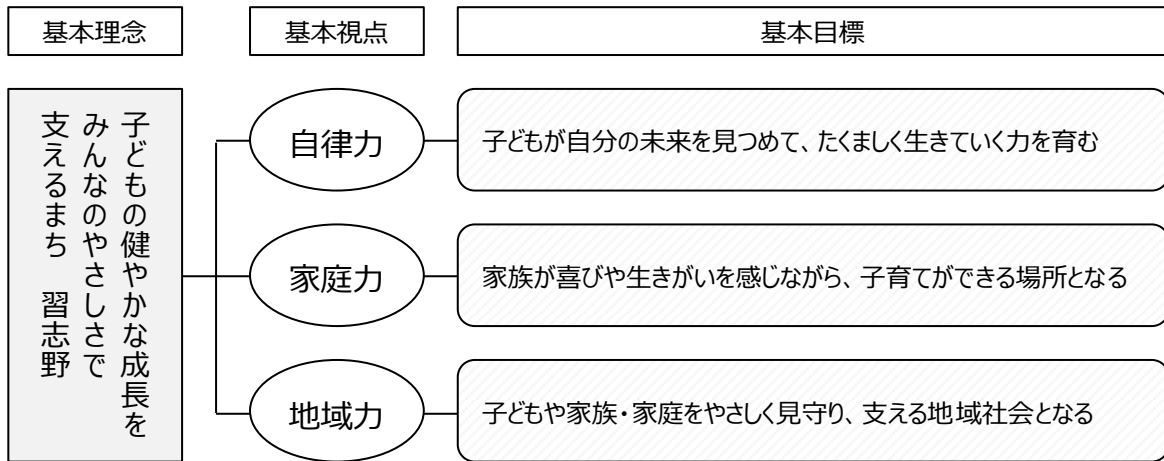 基本理念
基本視点
基本目標
子どもの健やかな成長を
みんなのやさしさで
支えるまち　習志野
自律力
子どもが自分の未来を見つめて、たくましく生きていく力を育む
家庭力
家族が喜びや生きがいを感じながら、子育てができる場所となる
地域力
子どもや家族・家庭をやさしく見守り、支える地域社会となる